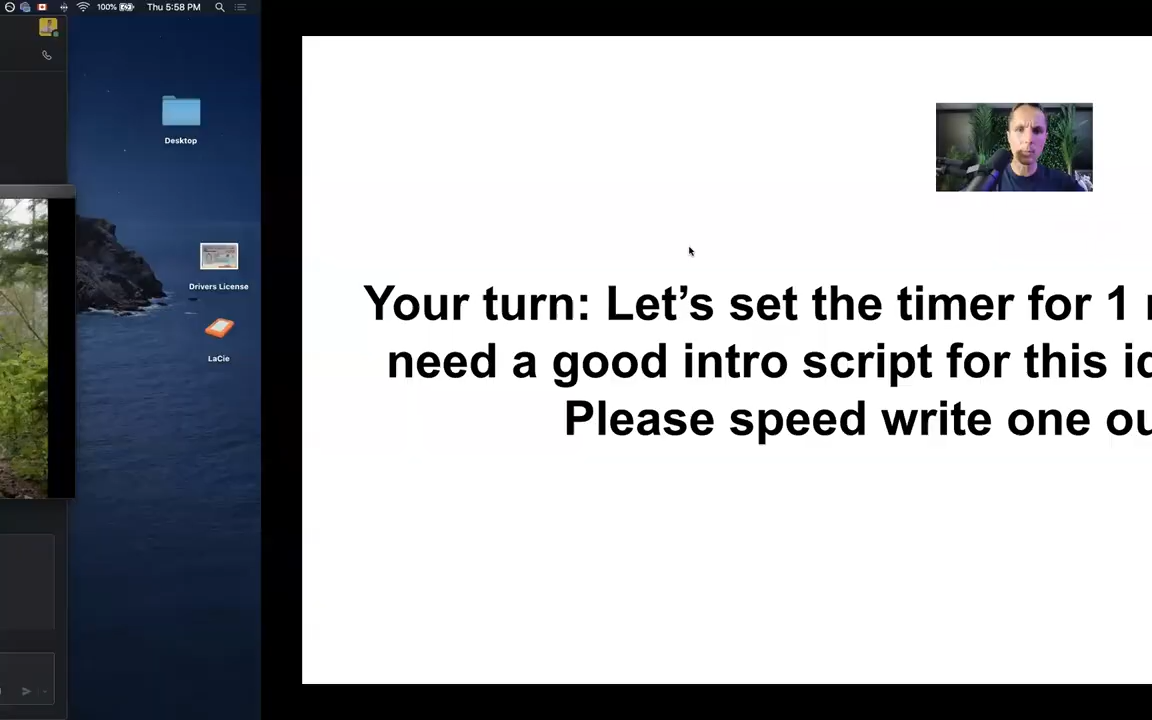 100%
Thu 5:58 PM
Desktop
Drivers License
LaCie
Your turn: Let's set the timer for 1
need a good intro script for this
Please speed write one